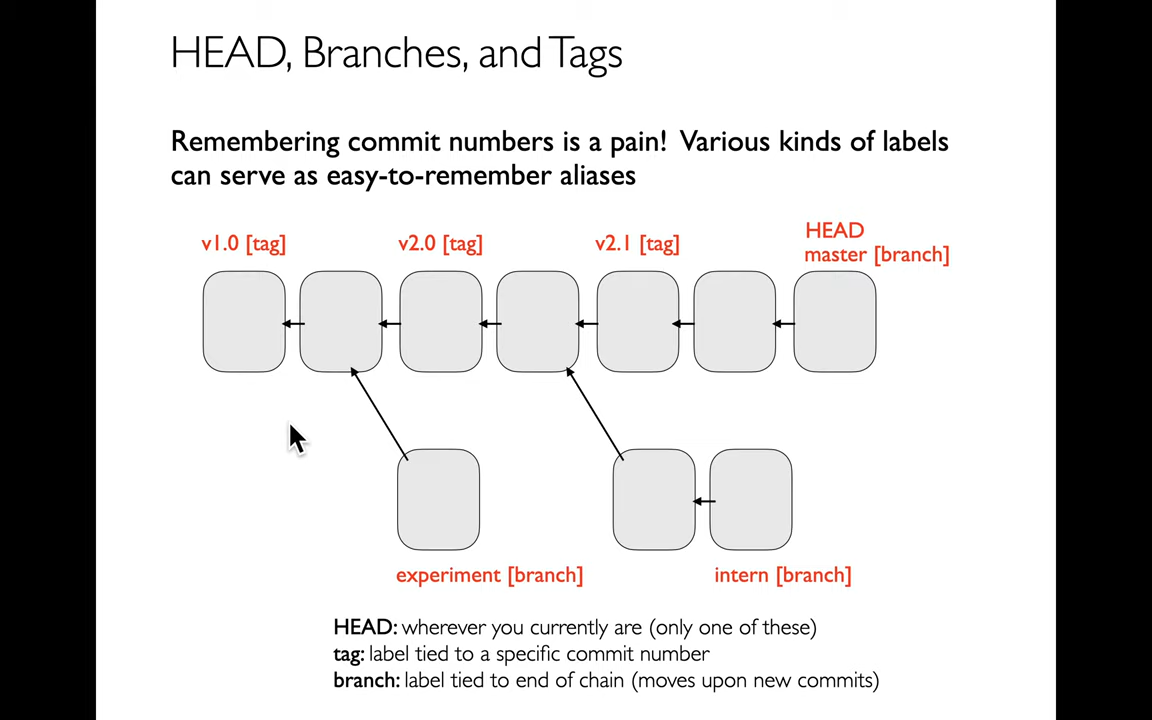 HEAD, Branches, and Tags
Remembering commit numbers is a pain! Various kinds of labels
can serve as easy-to-remember aliases
v1.0 [tag]
v2.0 [tag]
v2.1 [tag]
HEAD
master [branch]
experiment [branch]
intern [branch]
HEAD: wherever you currently are (only one of these)
tag: label tied to a specific commit number
branch: label tied to end of chain (moves upon new commits)